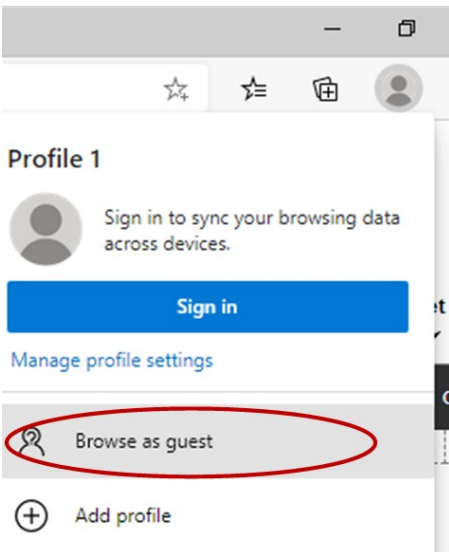 Profile 1
Sign in to sync your browsing data
across devices.
Sign in
Manage profile settings
Browse as guest
Add profile